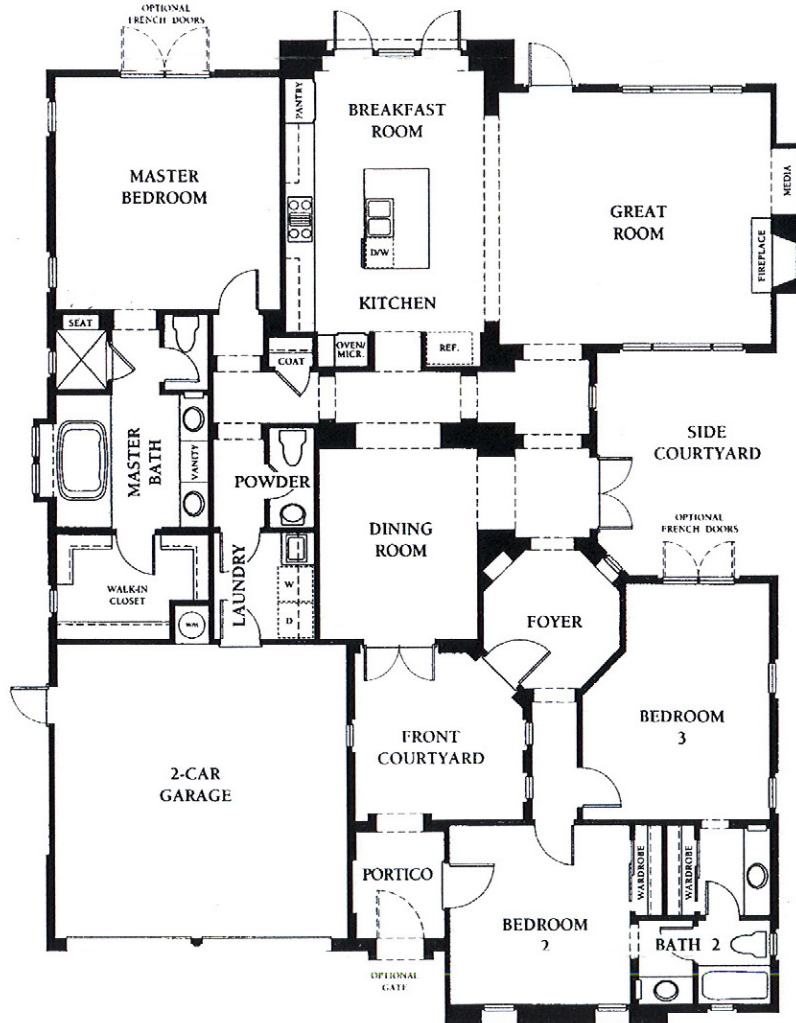 OPTIONAL
FRENCH DOORS
PANTRY
BREAKFAST
ROOM
MASTER
BEDROOM
D/W
KITCHEN
GREAT
ROOM
MEDIA
FIREPLACE
SEAT
COAT
OVEN/
MICR.
REF.
MASTER
BATH
VANITY
POWDER
DINING
ROOM
SIDE
COURTYARD
OPTIONAL
FRENCH DOORS
WALK-IN
CLOSET
WH
LAUNDRY
W
D
FOYER
BEDROOM
3
FRONT
COURTYARD
2-CAR
GARAGE
PORTICO
OPTIONAL
GATE
BEDROOM
2
WARDROBE
WARDROBE
BATH 2